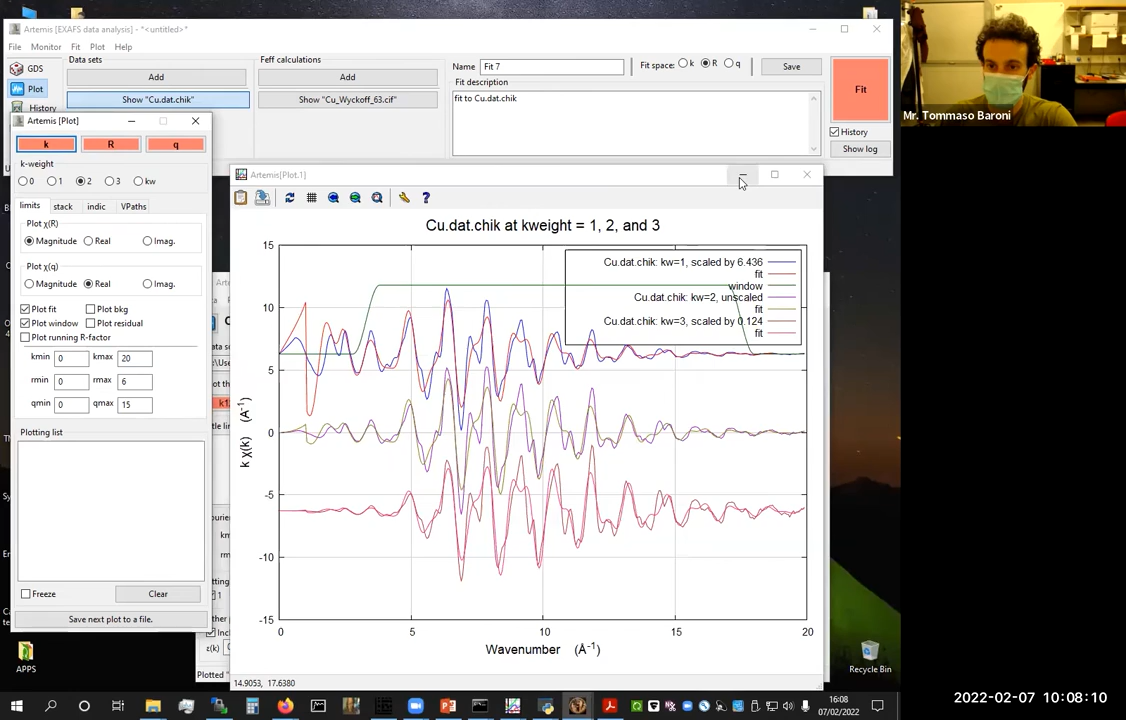 Artemis [EXAFS data analysis] - "<untitled>"
File Monitor Fit Plot Help
GDS
Plot
History
Data sets
Add
Show "Cu.dat.chik"
Feff calculations
Add
Show "Cu_Wyckoff_63.cif"
Name Fit 7
Fit space: k R q
Save
Fit description
fit to Cu.dat.chik
Fit
History
Show log
Mr. Tommaso Baroni
Artemis [Plot]
k R q
k-weight
0 1 2 3 kw
limits stack indic VPaths
Plot χ(R)
Magnitude Real Imag.
Plot χ(q)
Magnitude Real Imag.
Plot fit Plot bkg
Plot window Plot residual
Plot running R-factor
kmin 0 kmax 20
rmin 0 rmax 6
qmin 0 qmax 15
Plotting list
Freeze Clear
Save next plot to a file.
Artemis[Plot.1]
Cu.dat.chik at kweight = 1, 2, and 3
Cu.dat.chik: kw=1, scaled by 6.436
fit
window
Cu.dat.chik: kw=2, unscaled
fit
Cu.dat.chik: kw=3, scaled by 0.124
fit
15
10
5
0
-5
-10
-15
k χ(k) (Å⁻¹)
0 5 10 15 20
Wavenumber (Å⁻¹)
14.9053, 17.6380
APPS
Recycle Bin
16:08
07/02/2022
2022-02-07 10:08:10